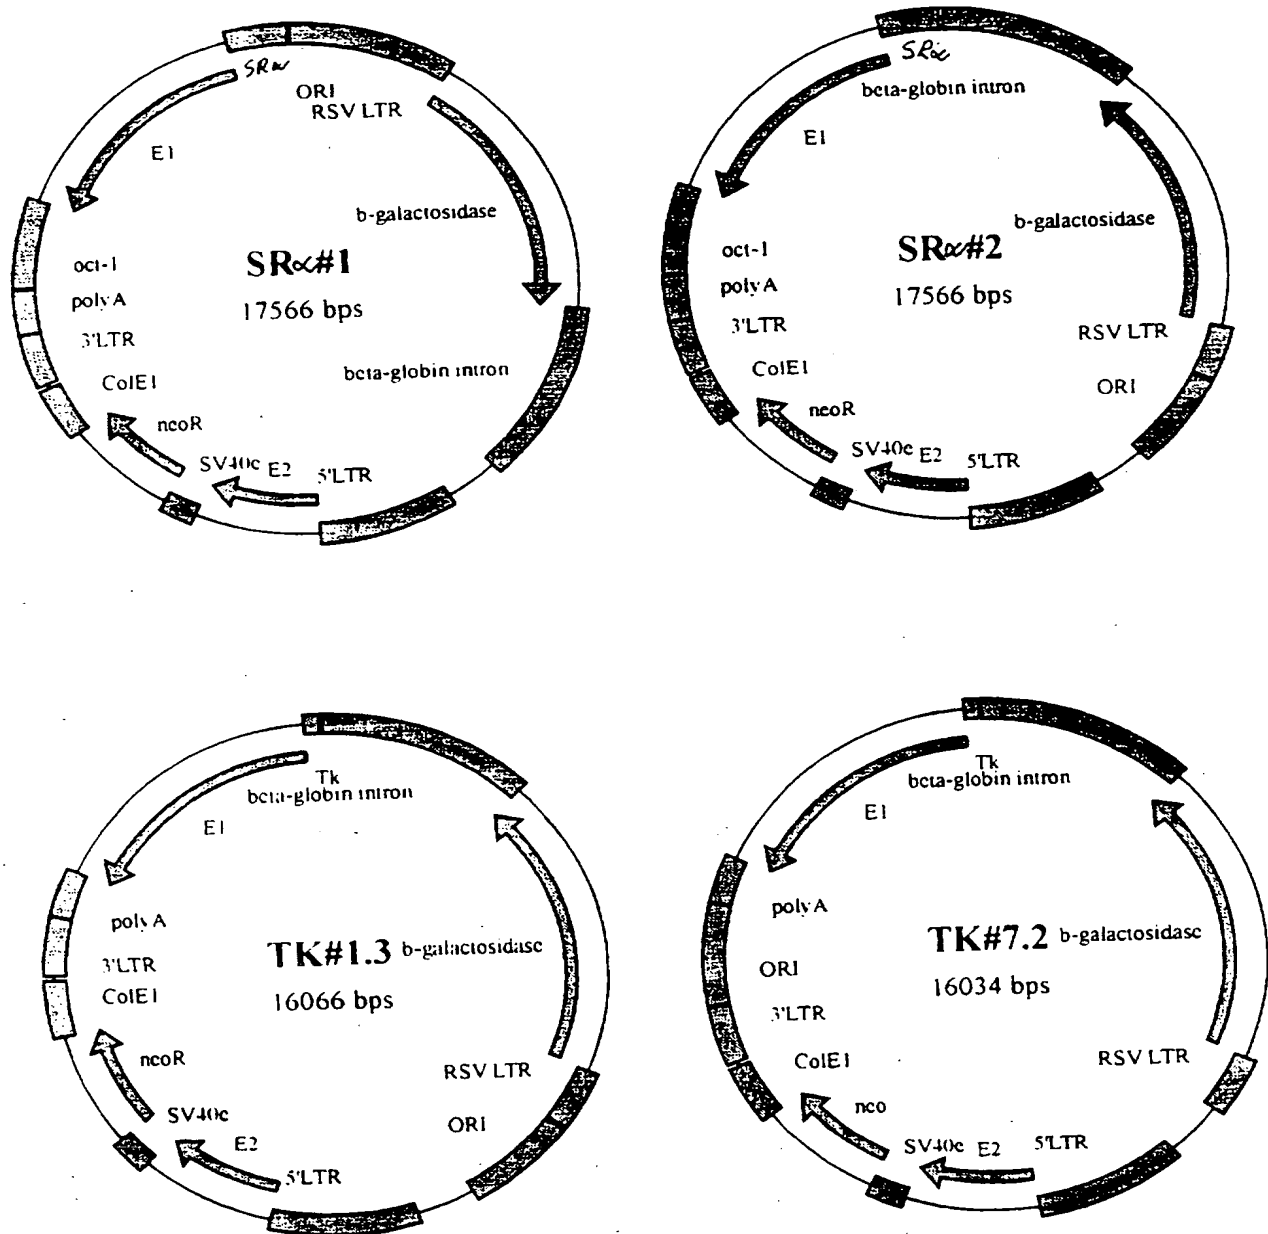 SRα
ORI
RSV LTR
E1
b-galactosidase
oct-1
SRα#1
polyA
17566 bps
3'LTR
beta-globin intron
ColE1
neoR
SV40e E2 5'LTR
SRα
beta-globin intron
E1
b-galactosidase
oct-1
SRα#2
polyA
17566 bps
3'LTR
RSV LTR
ColE1
ORI
neoR
SV40e E2 5'LTR
Tk
beta-globin intron
E1
polyA
TK#1.3 b-galactosidase
3'LTR
ColE1
16066 bps
neoR
RSV LTR
SV40e
ORI
E2
5'LTR
Tk
beta-globin intron
E1
polyA
TK#7.2 b-galactosidase
ORI
16034 bps
3'LTR
ColE1
RSV LTR
neo
SV40e E2 5'LTR